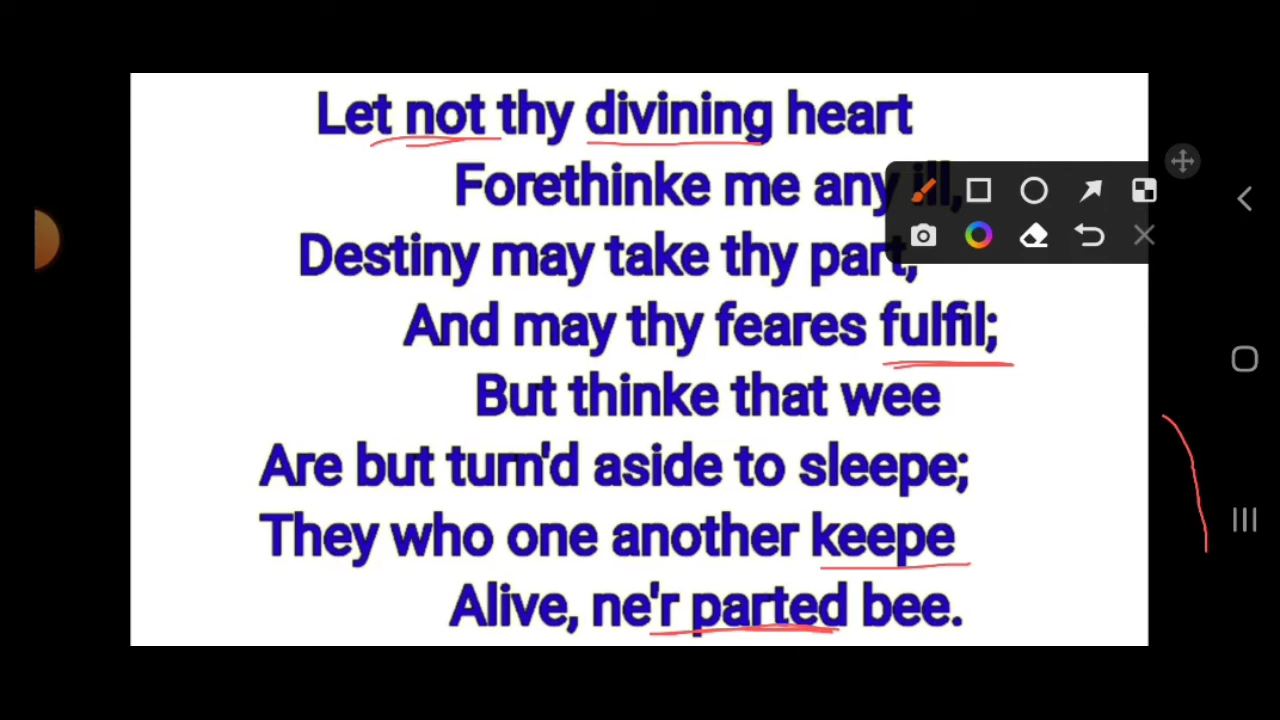 Let not thy divining heart
Forethinke me any ill,
Destiny may take thy part,
And may thy feares fulfil;
But thinke that wee
Are but turn'd aside to sleepe;
They who one another keepe
Alive, ne'r parted bee.